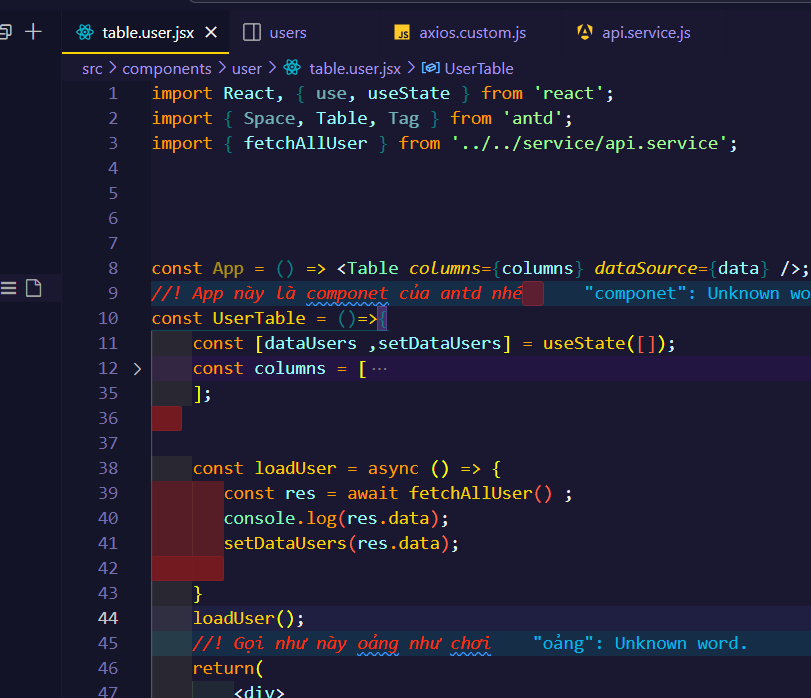 table.user.jsx
users
axios.custom.js
api.service.js
src > components > user > table.user.jsx > UserTable
1 import React, { use, useState } from 'react';
2 import { Space, Table, Tag } from 'antd';
3 import { fetchAllUser } from '../../service/api.service';
4
5
6
7
8 const App = () => <Table columns={columns} dataSource={data} />;
9 //! App này là componet của antd nhé "componet": Unknown wo
10 const UserTable = ()=>{
11 const [dataUsers ,setDataUsers] = useState([]);
12 const columns = [ ···
35 ];
36
37
38 const loadUser = async () => {
39 const res = await fetchAllUser() ;
40 console.log(res.data);
41 setDataUsers(res.data);
42
43 }
44 loadUser();
45 //! Gọi như này oảng như chơi "oảng": Unknown word.
46 return(
47 <div>